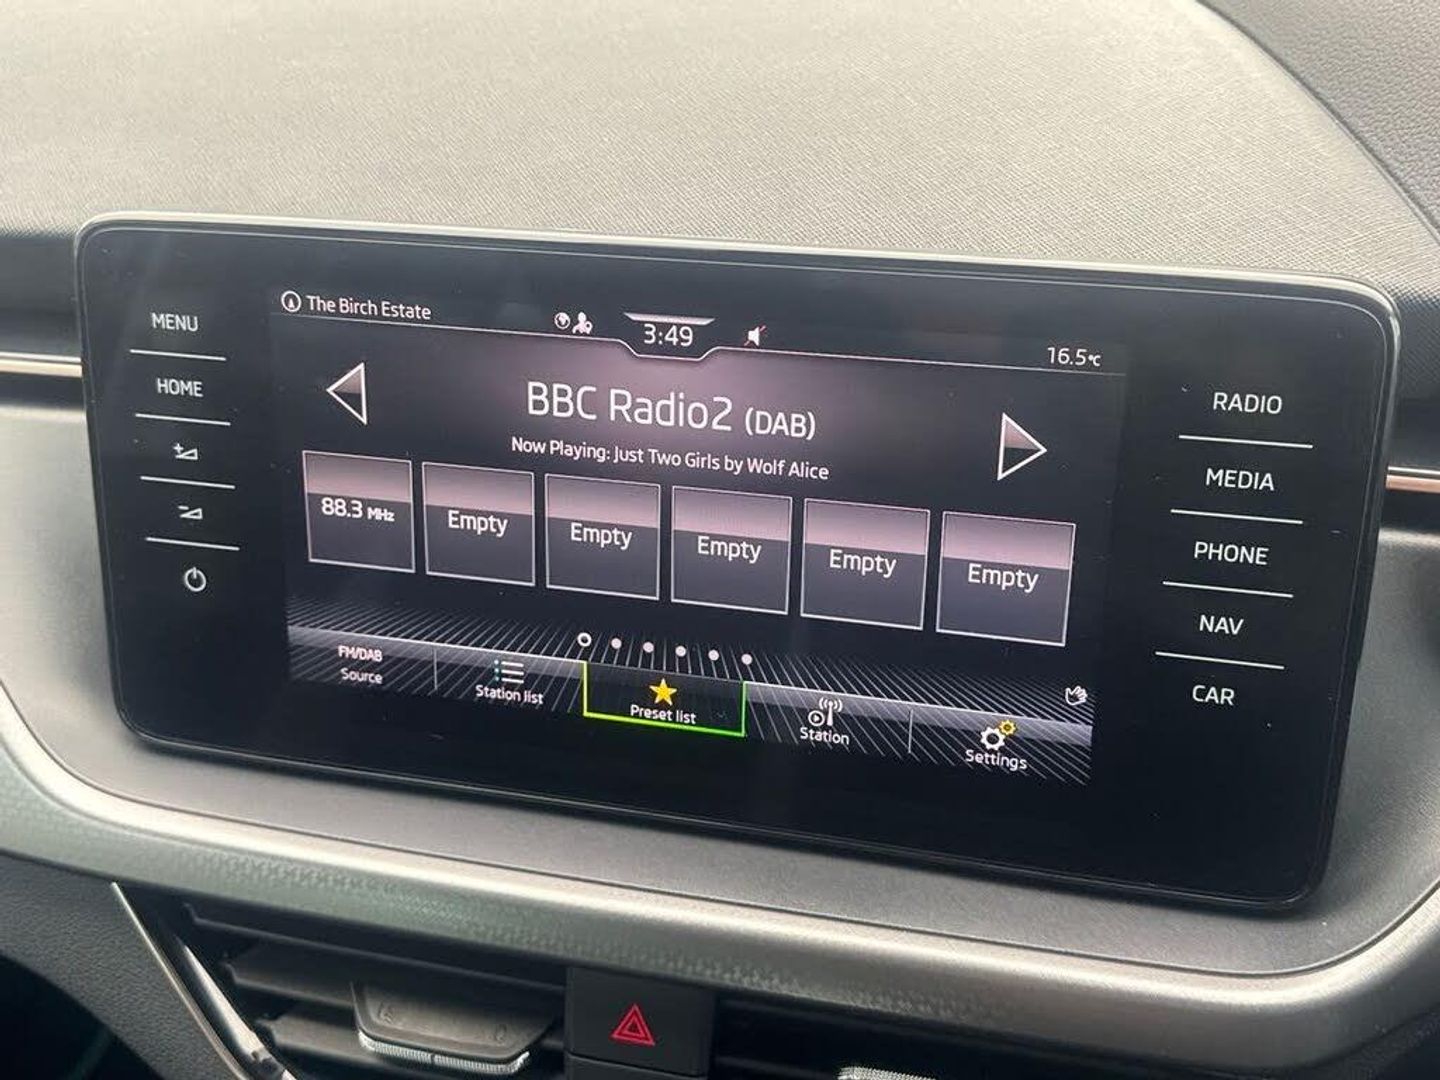 The Birch Estate
3:49
16.5°C
MENU
HOME
BBC Radio2 (DAB)
Now Playing: Just Two Girls by Wolf Alice
88.3 MHz
Empty
Empty
Empty
Empty
Empty
FM/DAB
Source
Station list
Preset list
Station
Settings
RADIO
MEDIA
PHONE
NAV
CAR